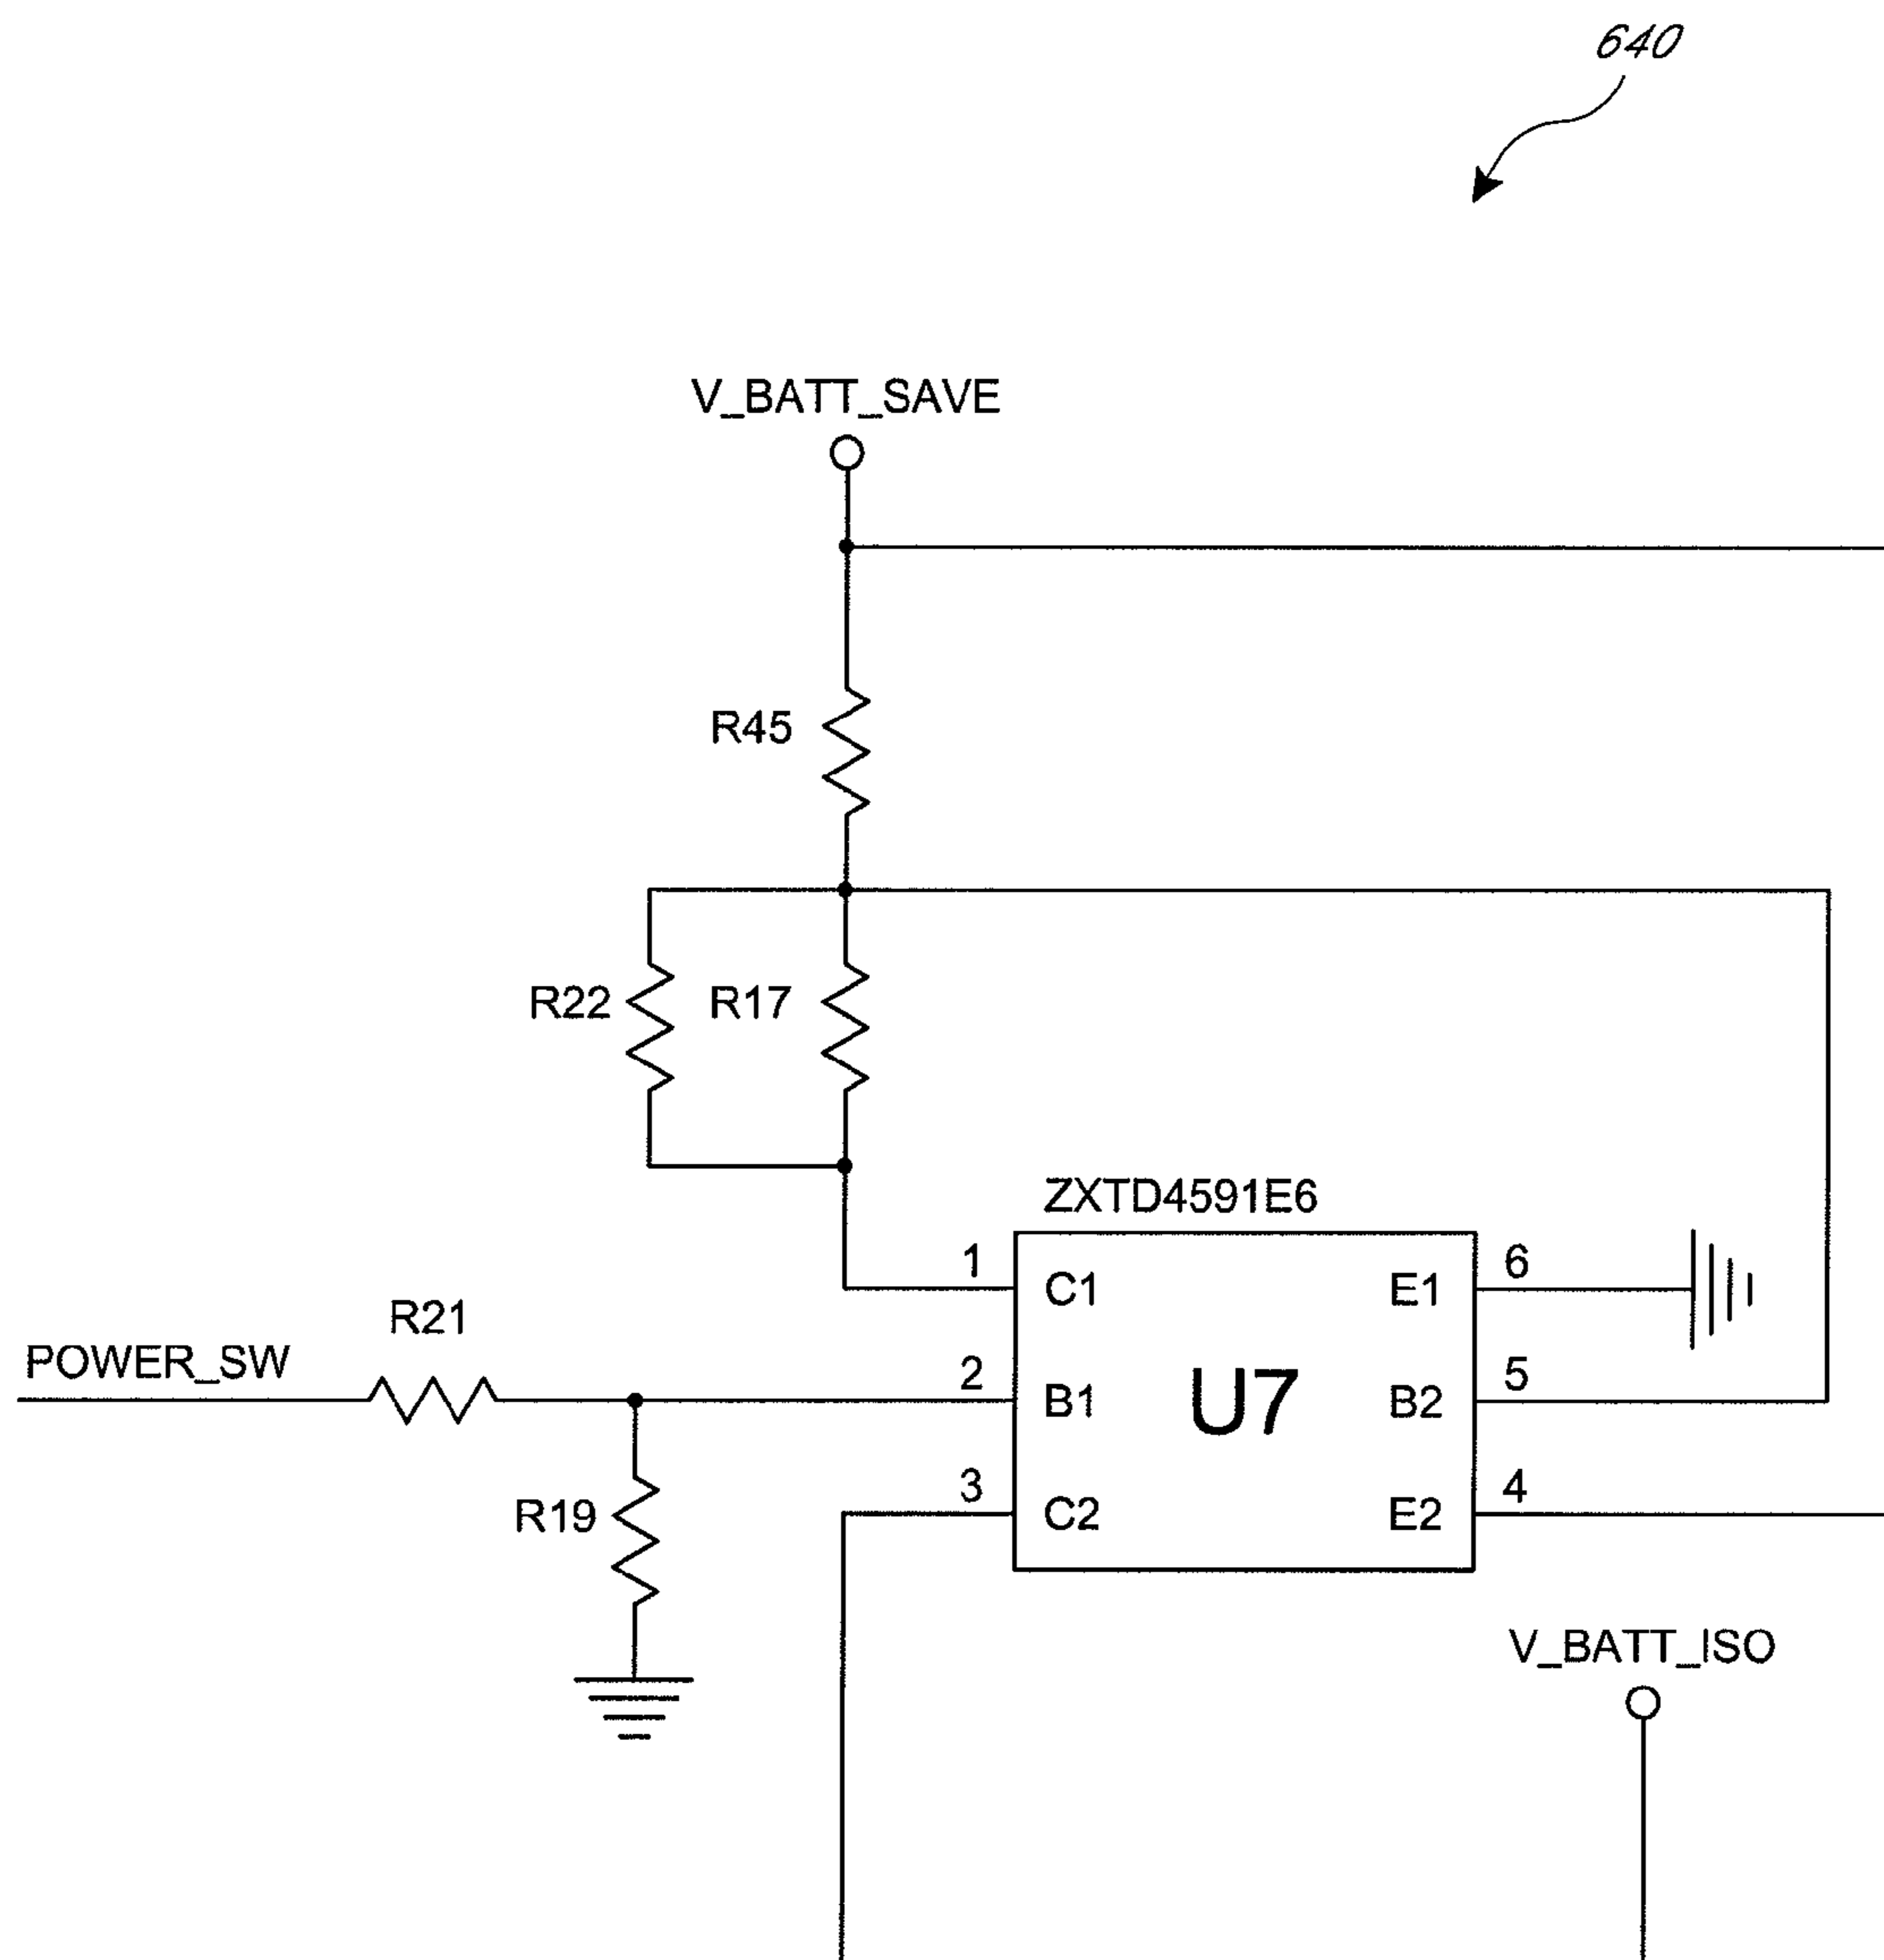 640
V_BATT_SAVE
R45
R22
R17
ZXTD4591E6
1
C1
E1
6
R21
POWER_SW
2
B1
U7
B2
5
R19
3
C2
E2
4
V_BATT_ISO